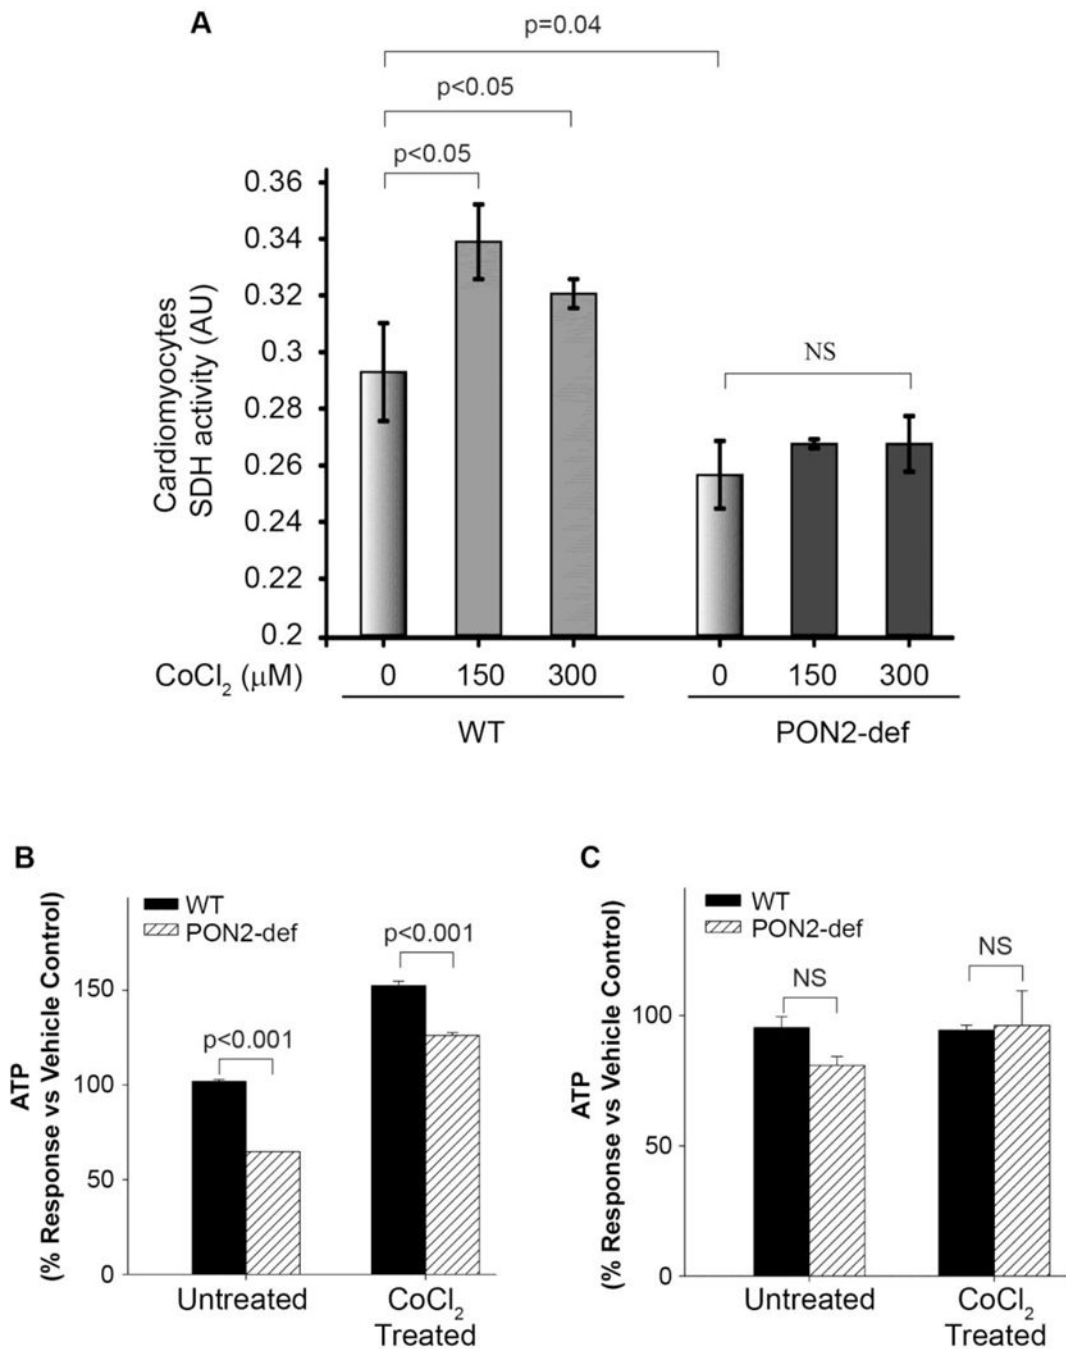 A
p=0.04
p<0.05
p<0.05
0.36
0.34
0.32
0.3
0.28
0.26
0.24
0.22
0.2
Cardiomyocytes
SDH activity (AU)
NS
CoCl₂ (μM) 0 150 300 0 150 300
WT PON2-def
B
WT
PON2-def
p<0.001
p<0.001
150
100
50
0
ATP
(% Response vs Vehicle Control)
Untreated CoCl₂
Treated
C
WT
PON2-def
NS
NS
100
50
0
ATP
(% Response vs Vehicle Control)
Untreated CoCl₂
Treated